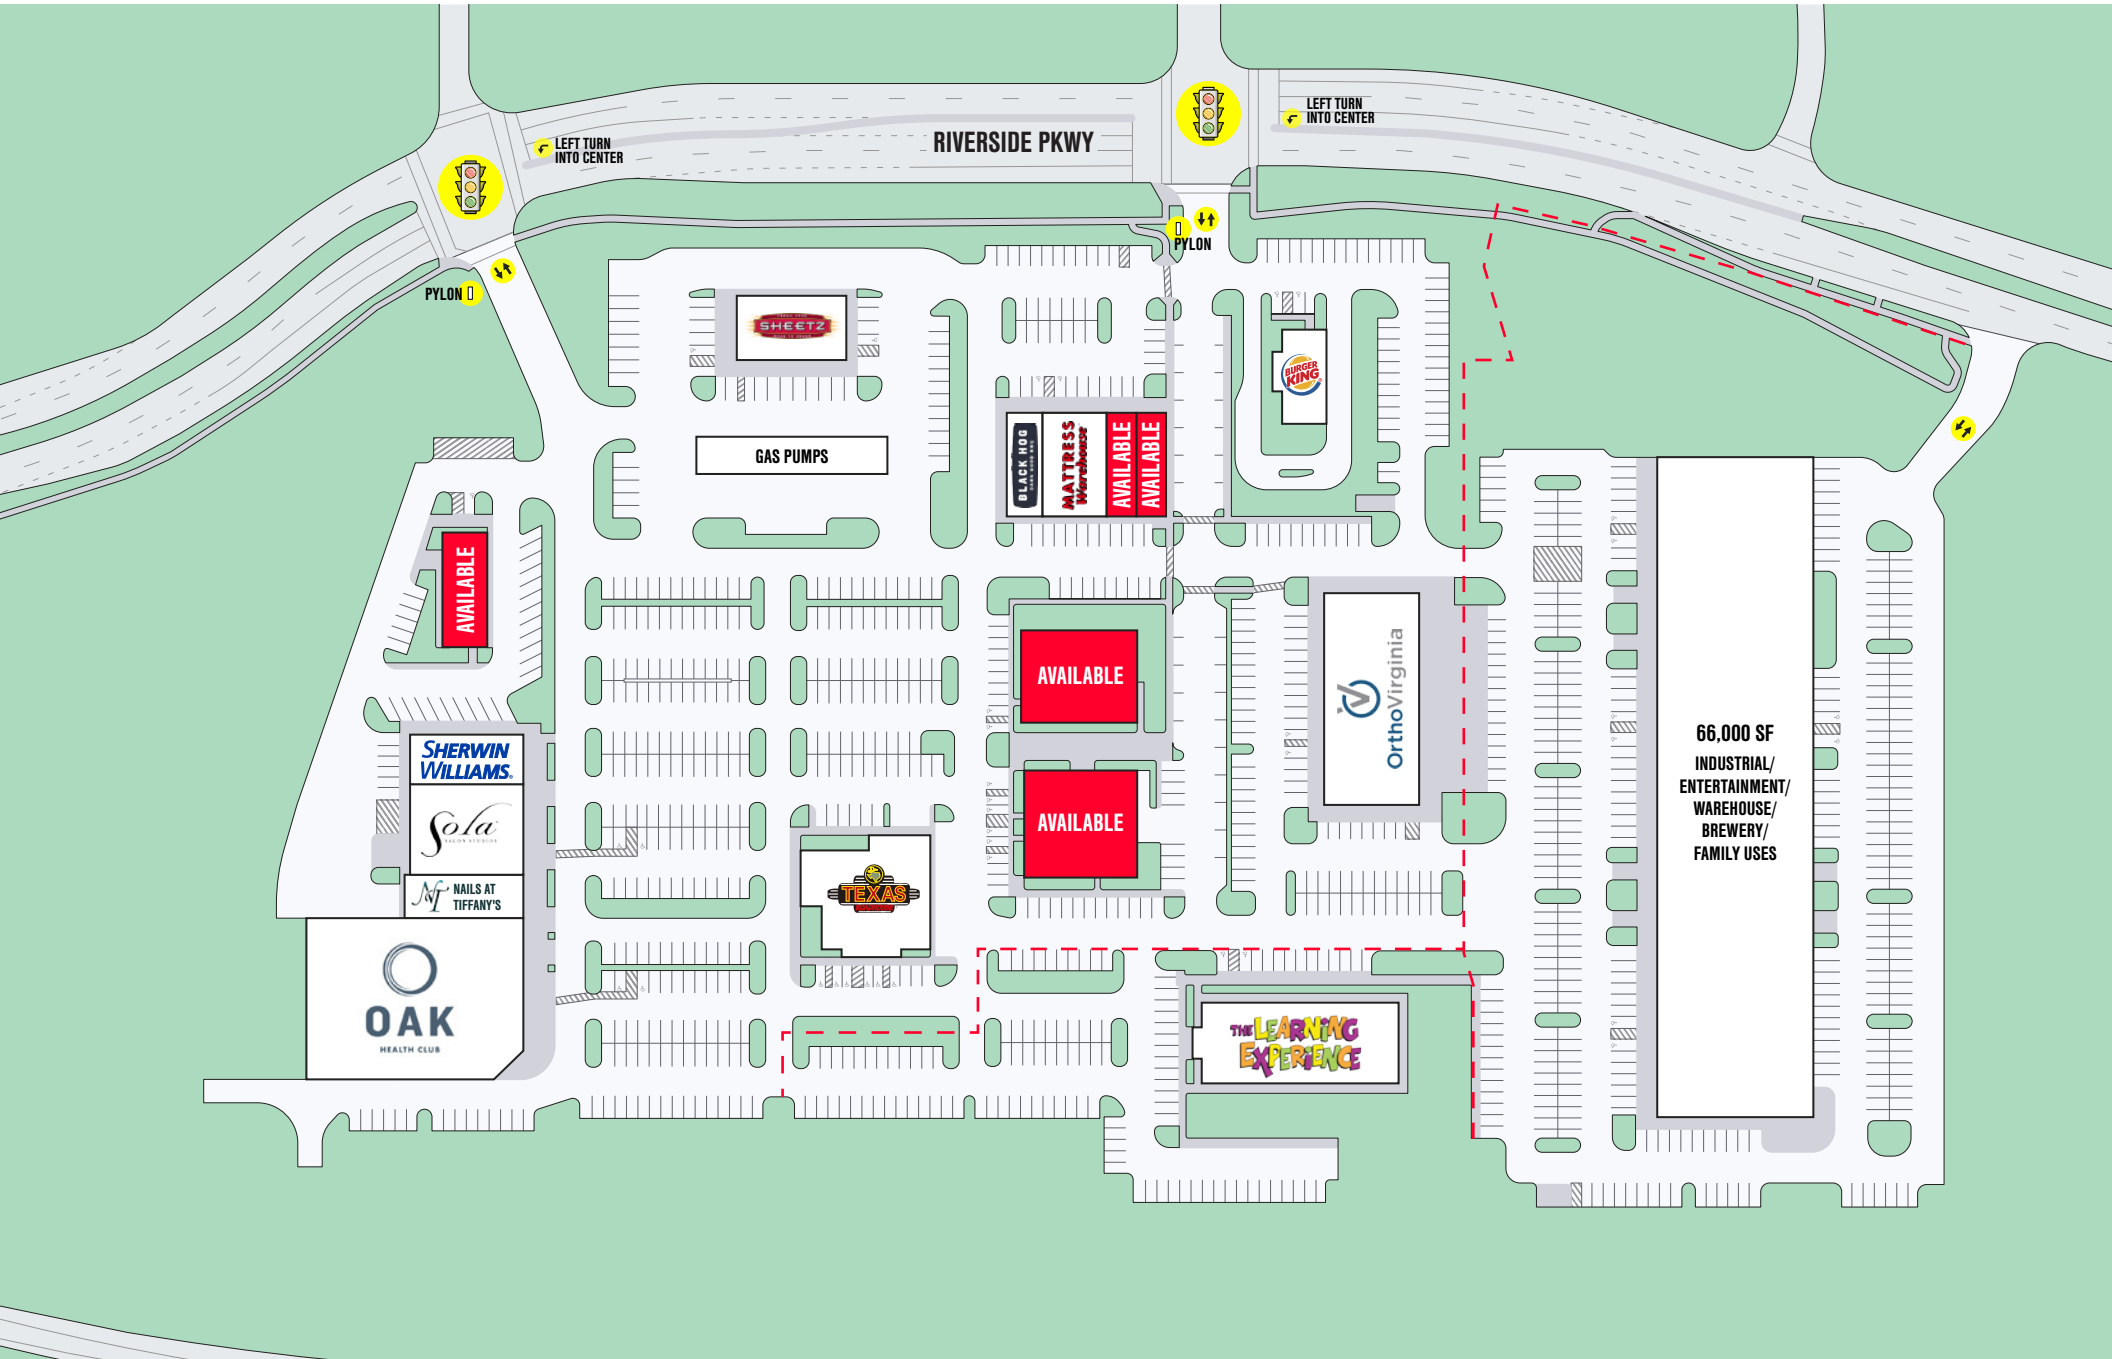 LEFT TURN
INTO CENTER
RIVERSIDE PKWY
LEFT TURN
INTO CENTER
PYLON
PYLON
SHEETZ
BURGER
KING
GAS PUMPS
BLACK HOG
MATTRESS
Warehouse
AVAILABLE
AVAILABLE
AVAILABLE
AVAILABLE
OrthoVirginia
SHERWIN
WILLIAMS.
Sola
SALON STUDIOS
NAILS AT
TIFFANY'S
AVAILABLE
TEXAS
66,000 SF
INDUSTRIAL/
ENTERTAINMENT/
WAREHOUSE/
BREWERY/
FAMILY USES
OAK
HEALTH CLUB
THE LEARNING
EXPERIENCE